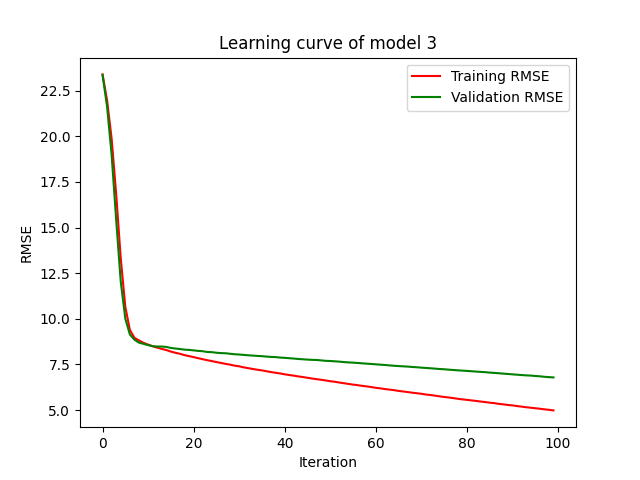 Learning curve of model 3
Training RMSE
Validation RMSE
22.5
20.0
17.5
15.0
12.5
10.0
7.5
5.0
RMSE
0 20 40 60 80 100
Iteration